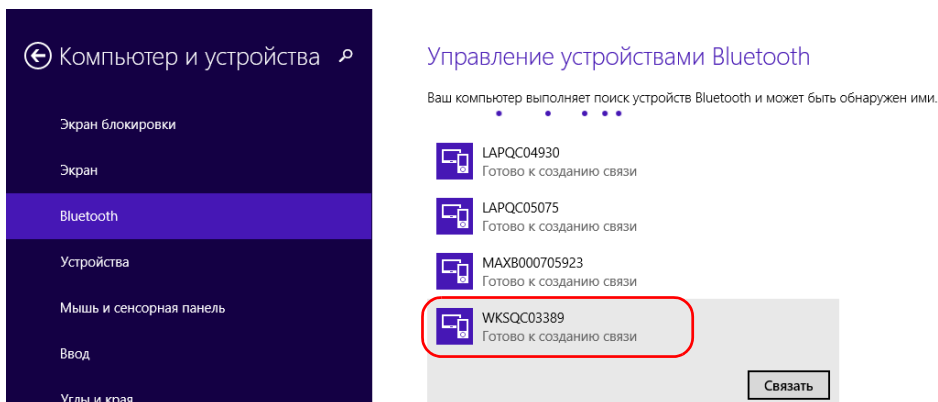 Компьютер и устройства
Экран блокировки
Экран
Bluetooth
Устройства
Мышь и сенсорная панель
Ввод
Углы и края
Управление устройствами Bluetooth
Ваш компьютер выполняет поиск устройств Bluetooth и может быть обнаружен ими.
LAPQC04930
Готово к созданию связи
LAPQC05075
Готово к созданию связи
MAXB000705923
Готово к созданию связи
WKSQC03389
Готово к созданию связи
Связать